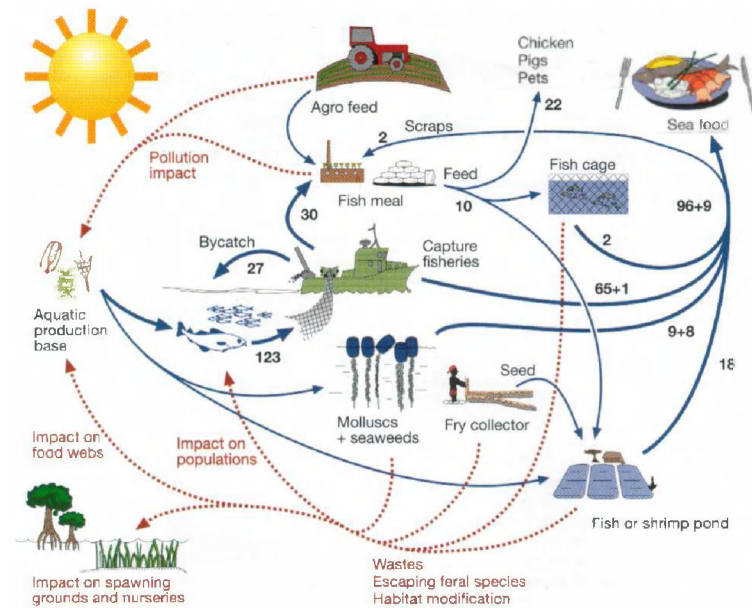 Chicken
Pigs
Pets
22
Agro feed
Sea food
2
Scraps
Pollution
impact
FACTORY
Feed
Fish cage
Fish meal
10
96+9
30
Bycatch
27
Capture
fisheries
2
65+1
Aquatic
production
base
123
9+8
18
Seed
Molluscs
+ seaweeds
Fry collector
Impact on
food webs
Impact on
populations
Fish or shrimp pond
Wastes
Escaping feral species
Habitat modification
Impact on spawning
grounds and nurseries